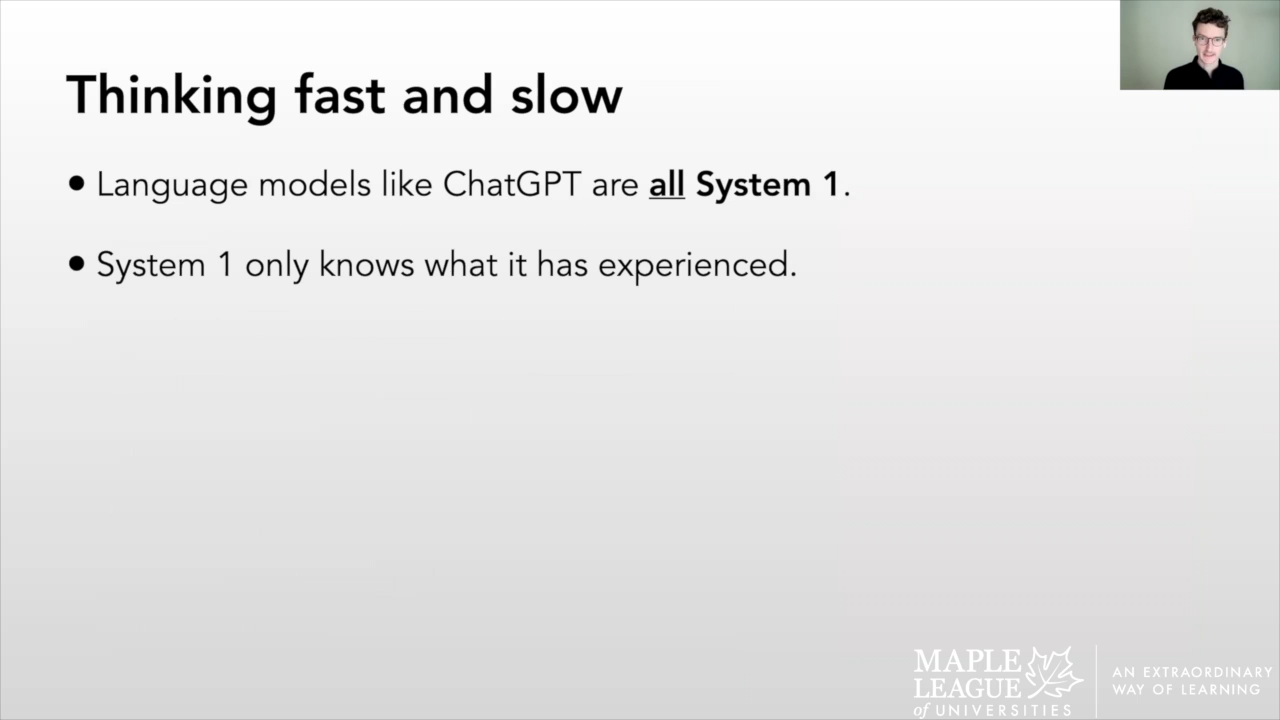 Thinking fast and slow
• Language models like ChatGPT are all System 1.
• System 1 only knows what it has experienced.
MAPLE
LEAGUE
of UNIVERSITIES
AN EXTRAORDINARY
WAY OF LEARNING